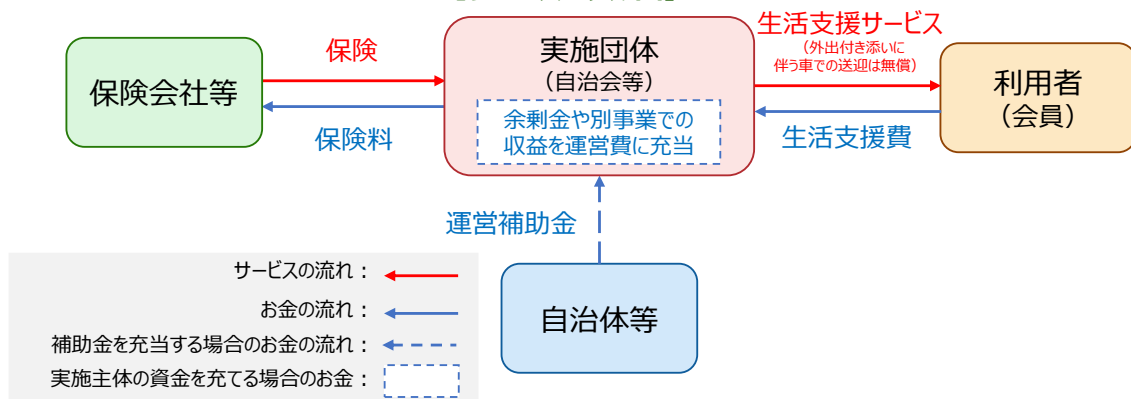 保険会社等
保険
保険料
実施団体
（自治会等）
余剰金や別事業での
収益を運営費に充当
生活支援サービス
（外出付き添いに
伴う車での送迎は無償）
生活支援費
利用者
（会員）
運営補助金
自治体等
サービスの流れ：
お金の流れ：
補助金を充当する場合のお金の流れ：
実施主体の資金を充てる場合のお金：